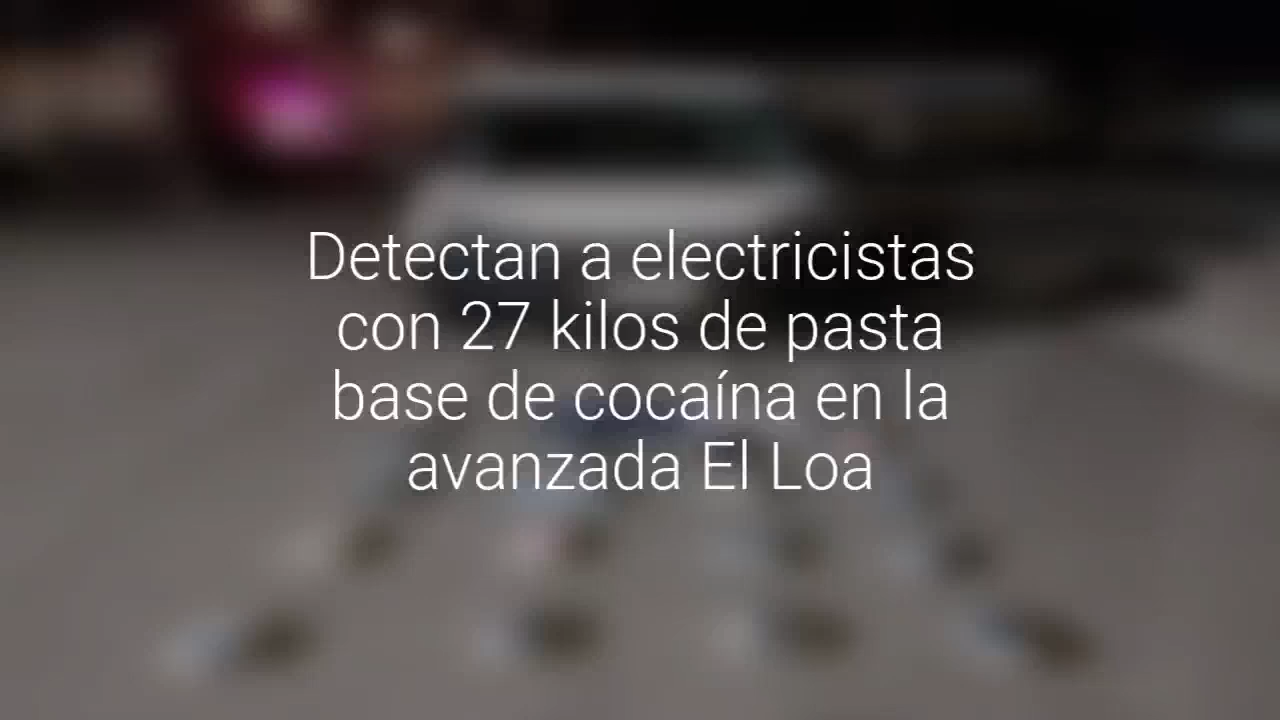 Detectan a electricistas
con 27 kilos de pasta
base de cocaína en la
avanzada El Loa